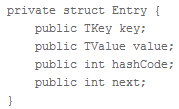 private struct Entry {
    public TKey key;
    public TValue value;
    public int hashCode;
    public int next;
}